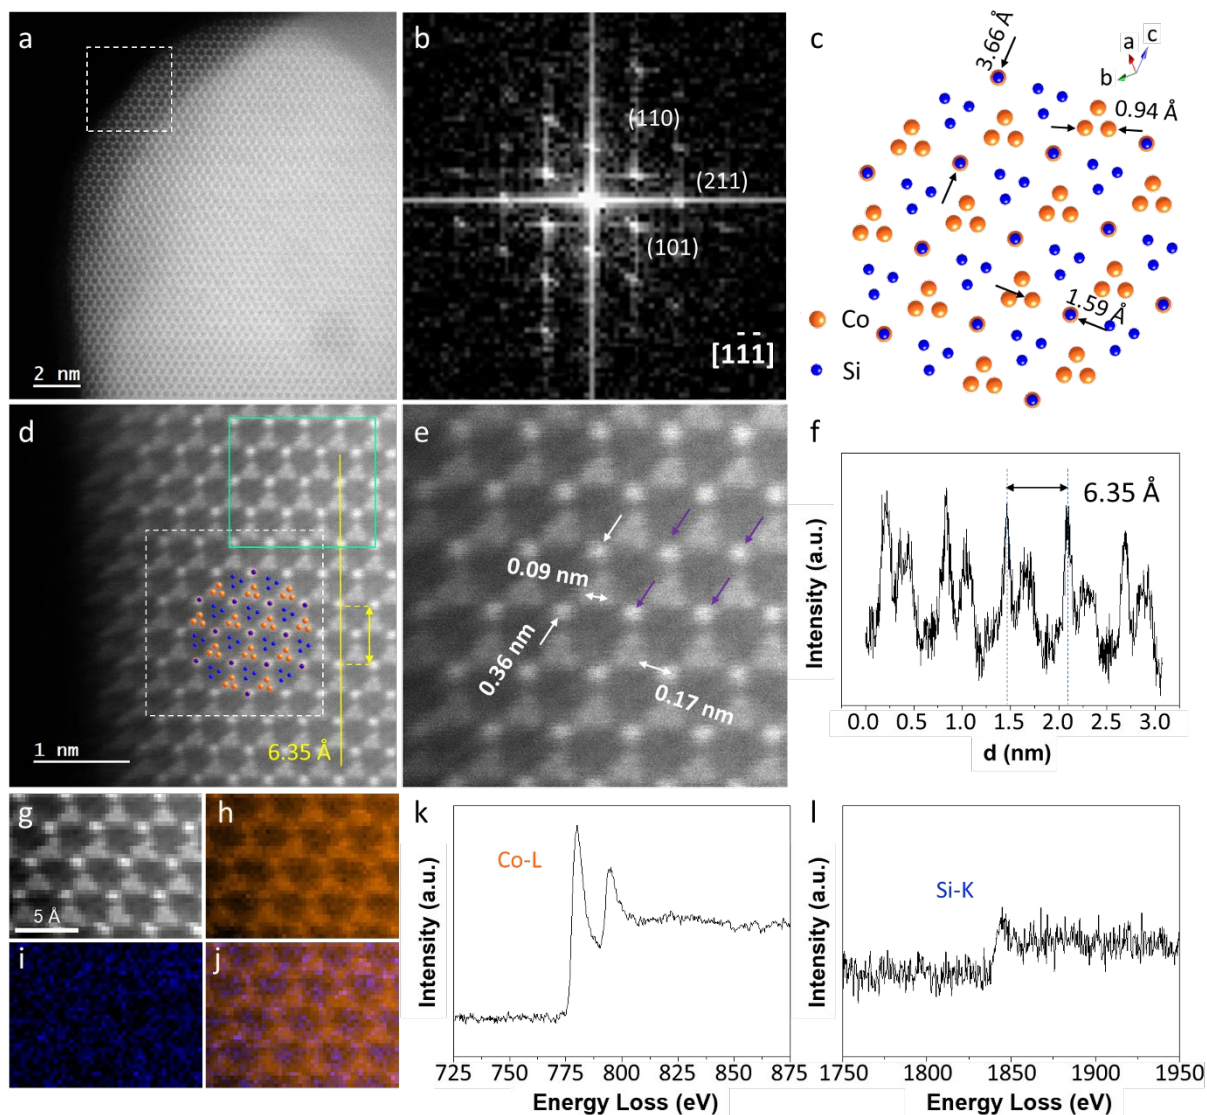 a
2 nm
b
(110)
(211)
(101)
[11̄1̄]
c
3.66 Å
a
c
b
0.94 Å
1.59 Å
Co
Si
d
6.35 Å
1 nm
e
0.09 nm
0.36 nm
0.17 nm
f
6.35 Å
Intensity (a.u.)
0.0 0.5 1.0 1.5 2.0 2.5 3.0
d (nm)
g
5 Å
h
i
j
k
Co-L
Intensity (a.u.)
725 750 775 800 825 850 875
Energy Loss (eV)
l
Si-K
Intensity (a.u.)
1750 1800 1850 1900 1950
Energy Loss (eV)